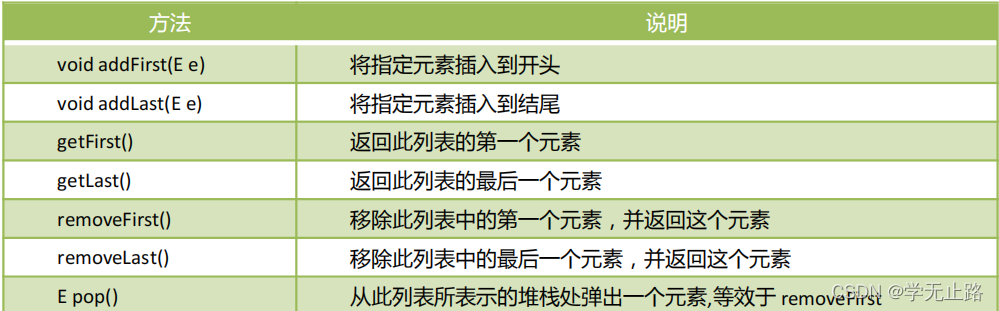 方法 说明
void addFirst(E e) 将指定元素插入到开头
void addLast(E e) 将指定元素插入到结尾
getFirst() 返回此列表的第一个元素
getLast() 返回此列表的最后一个元素
removeFirst() 移除此列表中的第一个元素，并返回这个元素
removeLast() 移除此列表中的最后一个元素，并返回这个元素
E pop() 从此列表所表示的堆栈处弹出一个元素,等效于 removeFirst
CSDN @学无止路